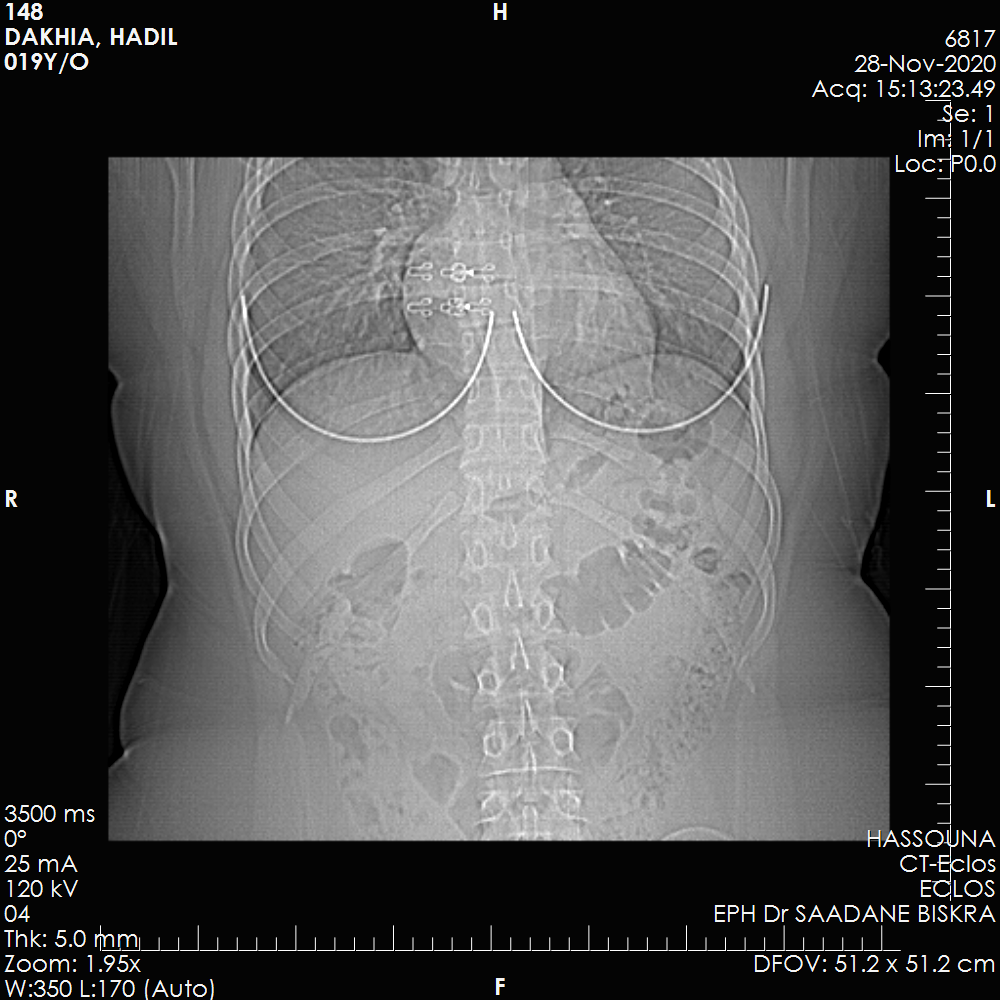 148
DAKHIA, HADIL
019Y/O
H
6817
28-Nov-2020
Acq: 15:13:23.49
Se: 1
Im: 1/1
Loc: P0.0
R
L
3500 ms
0°
25 mA
120 kV
04
Thk: 5.0 mm
Zoom: 1.95x
W:350 L:170 (Auto)
F
HASSOUNA
CT-Eclos
ECLOS
EPH Dr SAADANE BISKRA
DFOV: 51.2 x 51.2 cm